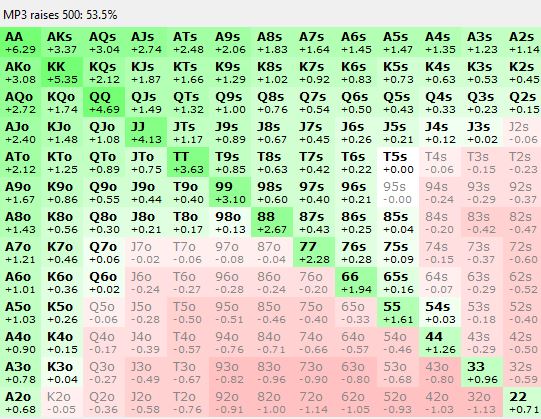 MP3 raises 500: 53.5%
AA AKs AQs AJs ATs A9s A8s A7s A6s A5s A4s A3s A2s
+6.29 +3.37 +3.04 +2.74 +2.48 +2.06 +1.83 +1.64 +1.45 +1.47 +1.35 +1.23 +1.14
AKo KK KQs KJs KTs K9s K8s K7s K6s K5s K4s K3s K2s
+3.08 +5.35 +2.12 +1.87 +1.66 +1.29 +1.02 +0.92 +0.83 +0.73 +0.63 +0.53 +0.45
AQo KQo QQ QJs QTs Q9s Q8s Q7s Q6s Q5s Q4s Q3s Q2s
+2.72 +1.74 +4.69 +1.49 +1.32 +1.00 +0.76 +0.54 +0.50 +0.43 +0.33 +0.23 +0.15
AJo KJo QJo JJ JTs J9s J8s J7s J6s J5s J4s J3s J2s
+2.40 +1.48 +1.08 +4.13 +1.17 +0.89 +0.67 +0.45 +0.26 +0.21 +0.12 +0.02 -0.06
ATo KTo QTo JTo TT T9s T8s T7s T6s T5s T4s T3s T2s
+2.12 +1.25 +0.89 +0.75 +3.63 +0.85 +0.63 +0.42 +0.22 +0.00 -0.06 -0.15 -0.23
A9o K9o Q9o J9o T9o 99 98s 97s 96s 95s 94s 93s 92s
+1.67 +0.86 +0.55 +0.44 +0.40 +3.10 +0.60 +0.40 +0.21 -0.00 -0.24 -0.29 -0.37
A8o K8o Q8o J8o T8o 98o 88 87s 86s 85s 84s 83s 82s
+1.43 +0.56 +0.30 +0.21 +0.17 +0.13 +2.67 +0.43 +0.25 +0.04 -0.20 -0.42 -0.47
A7o K7o Q7o J7o T7o 97o 87o 77 76s 75s 74s 73s 72s
+1.21 +0.46 +0.06 -0.02 -0.06 -0.08 -0.04 +2.28 +0.28 +0.09 -0.15 -0.37 -0.60
A6o K6o Q6o J6o T6o 96o 86o 76o 66 65s 64s 63s 62s
+1.01 +0.36 +0.02 -0.24 -0.27 -0.28 -0.24 -0.20 +1.94 +0.16 -0.07 -0.29 -0.52
A5o K5o Q5o J5o T5o 95o 85o 75o 65o 55 54s 53s 52s
+1.03 +0.26 -0.06 -0.28 -0.50 -0.51 -0.46 -0.40 -0.33 +1.61 +0.03 -0.18 -0.40
A4o K4o Q4o J4o T4o 94o 84o 74o 64o 54o 44 43s 42s
+0.90 +0.15 -0.17 -0.39 -0.57 -0.76 -0.71 -0.66 -0.57 -0.46 +1.26 -0.29 -0.50
A3o K3o Q3o J3o T3o 93o 83o 73o 63o 53o 43o 33 32s
+0.78 +0.04 -0.27 -0.49 -0.67 -0.82 -0.96 -0.90 -0.80 -0.68 -0.80 +0.96 -0.59
A2o K2o Q2o J2o T2o 92o 82o 72o 62o 52o 42o 32o 22
+0.68 -0.05 -0.36 -0.58 -0.76 -0.91 -1.00 -1.14 -1.05 -0.93 -1.03 -1.13 +0.71